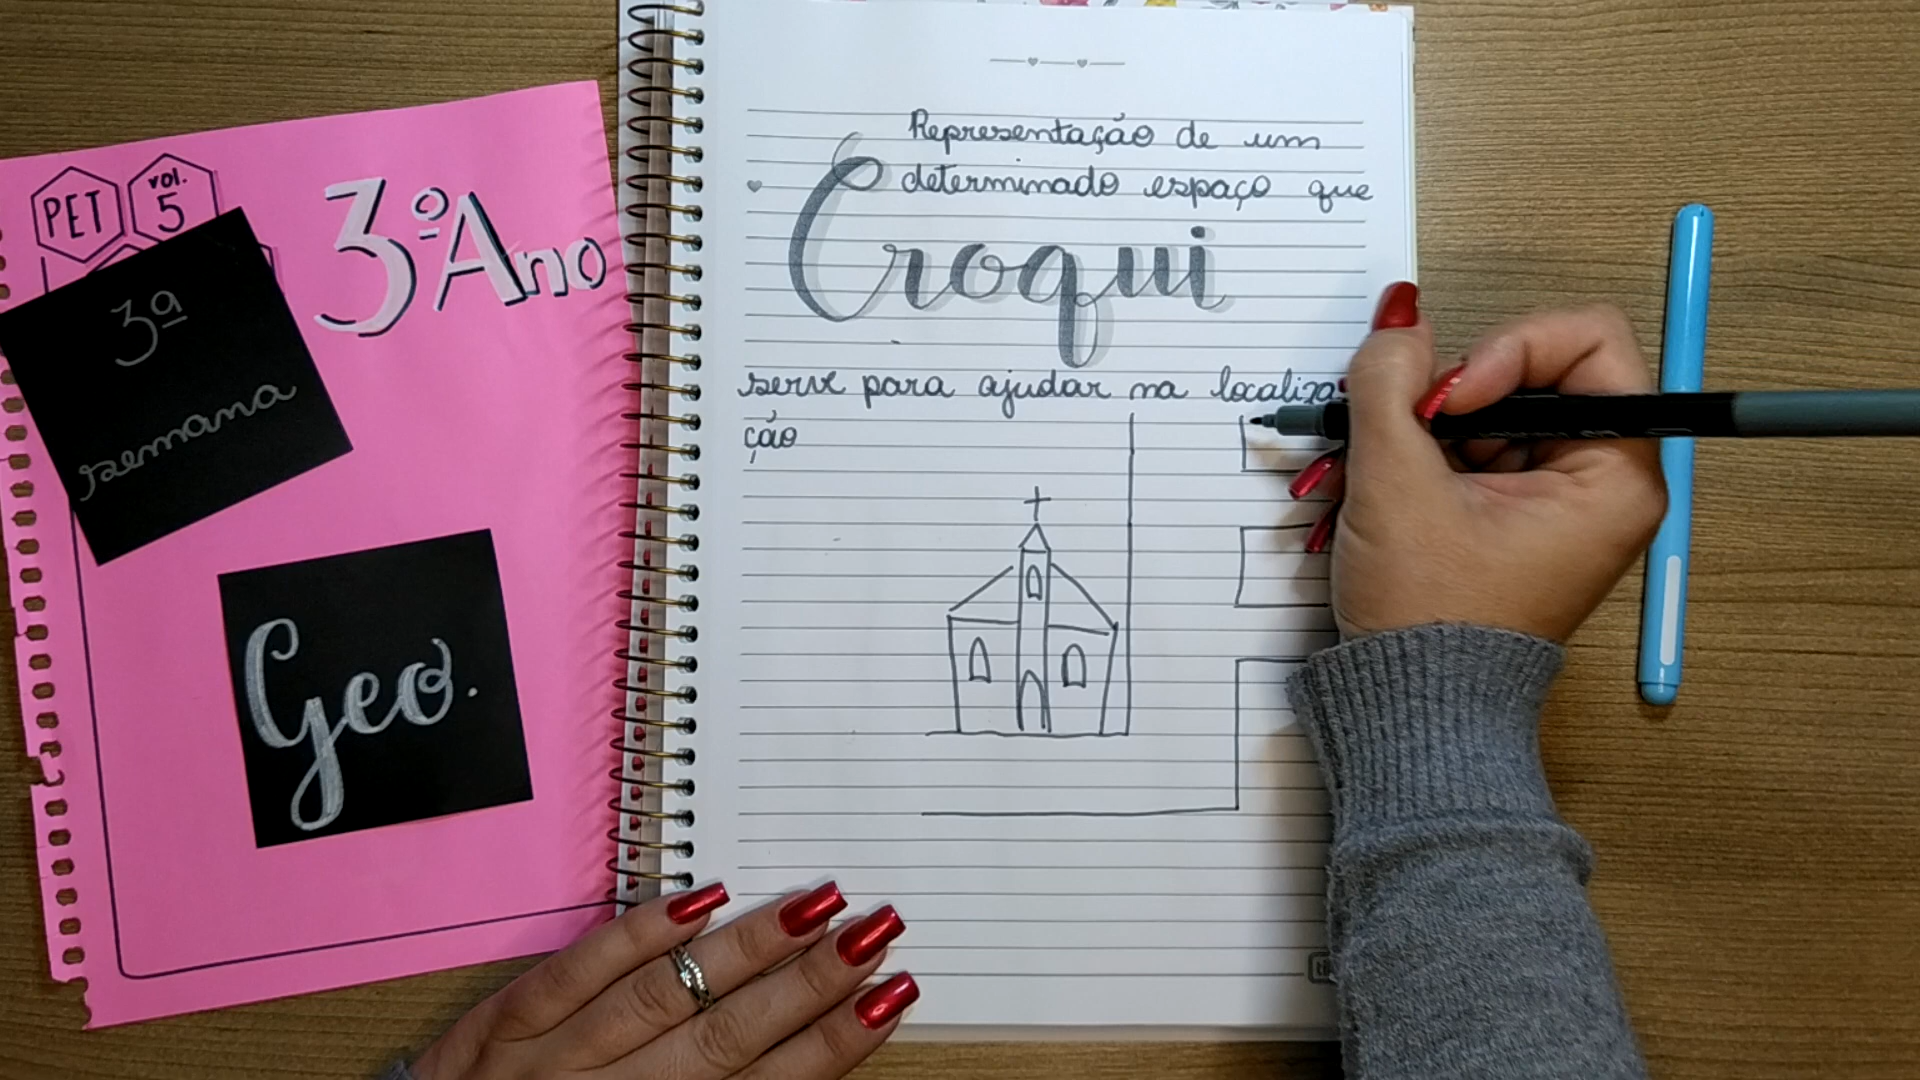 PET
vol.
5
3º Ano
3ª
semana
Geo.
Representação de um
determinado espaço que
Croqui
serve para ajudar na localiza
ção